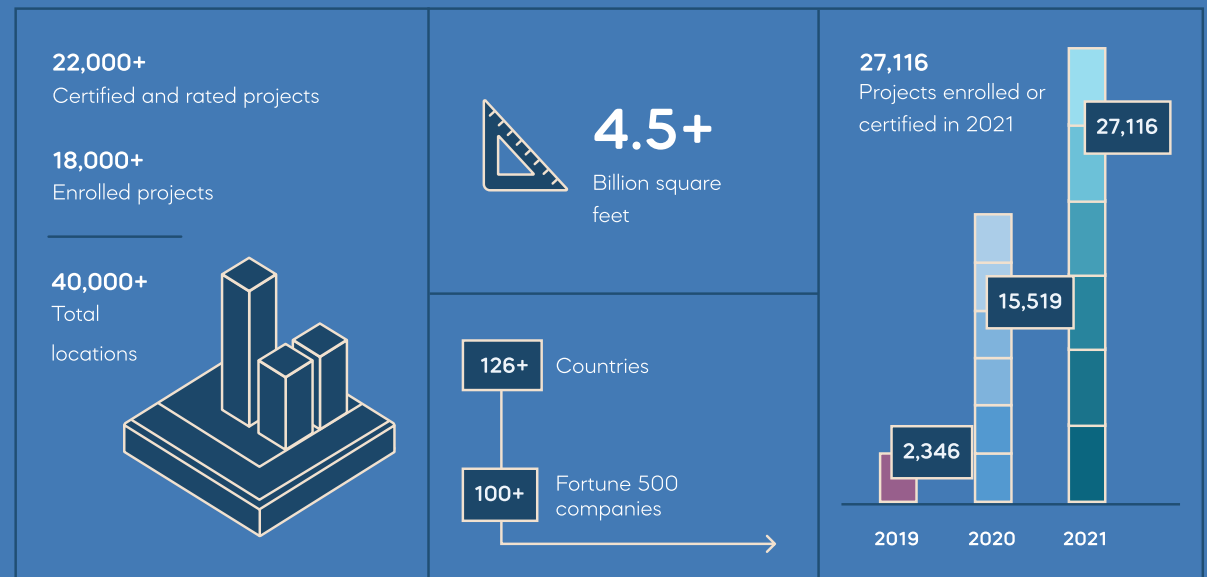 22,000+
Certified and rated projects
18,000+
Enrolled projects
40,000+
Total
locations
4.5+
Billion square
feet
126+
Countries
100+
Fortune 500
companies
27,116
Projects enrolled or
certified in 2021
27,116
15,519
2,346
2019
2020
2021